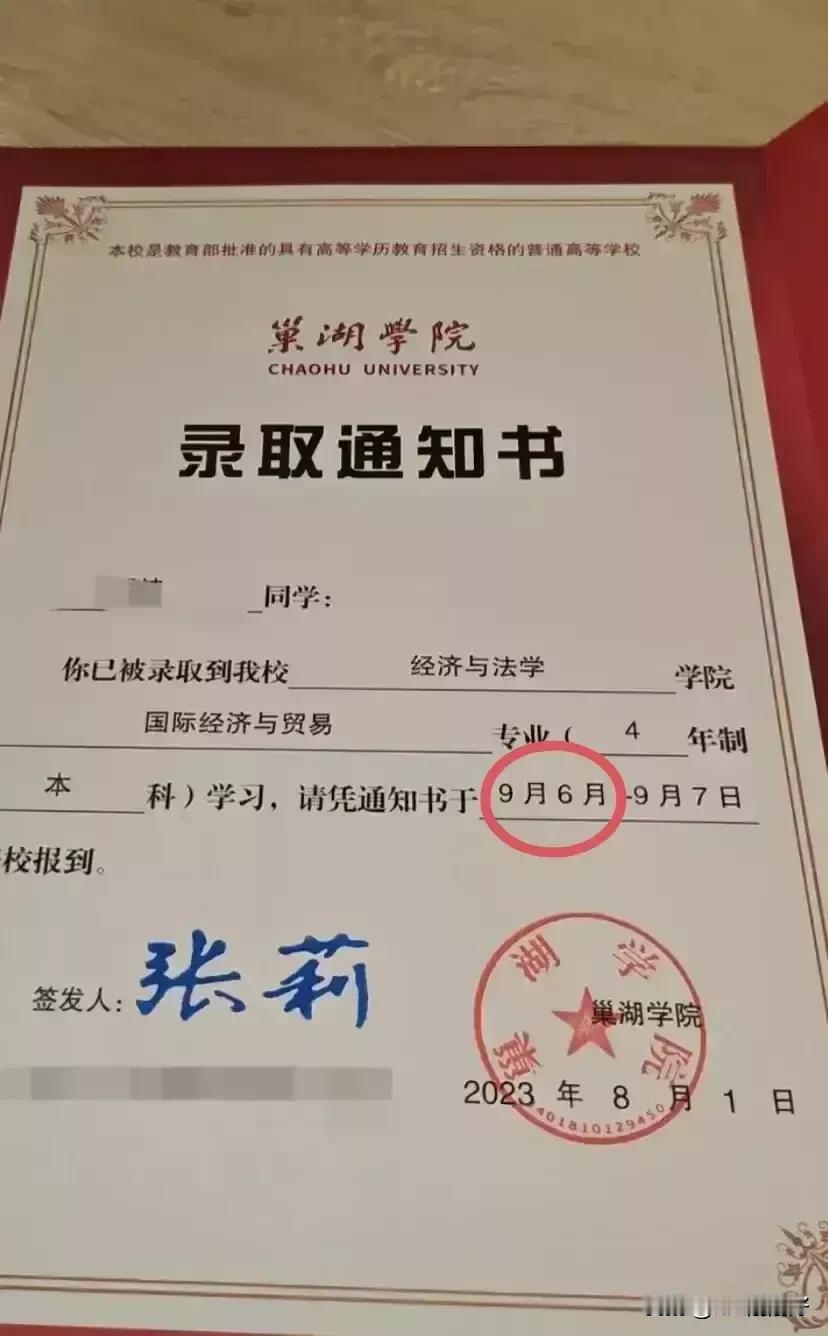 本校是教育部批准的具有高等学历教育招生资格的普通高等学校
巢湖學院
CHAOHU UNIVERSITY
录取通知书
同学：
你已被录取到我校 经济与法学 学院
国际经济与贸易 专业（ 4 年制
本 科）学习，请凭通知书于 9月6月-9月7日
校报到。
签发人：张莉
巢湖学院
巢湖学院
2023 年 8 月 1 日
3401810129450